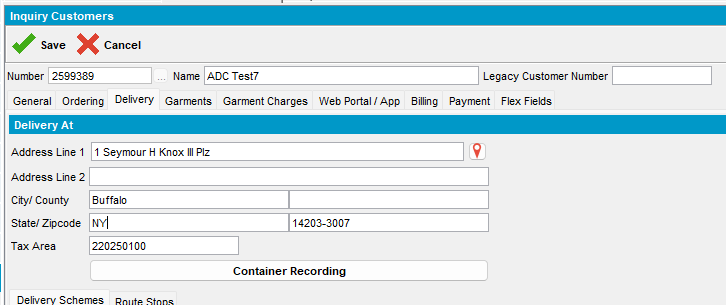 Inquiry Customers
Save Cancel
Number 2599389 ... Name ADC Test7 Legacy Customer Number
General Ordering Delivery Garments Garment Charges Web Portal / App Billing Payment Flex Fields
Delivery At
Address Line 1 1 Seymour H Knox III Plz
Address Line 2
City/ County Buffalo
State/ Zipcode NY 14203-3007
Tax Area 220250100
Container Recording
Delivery Schemes Route Stops